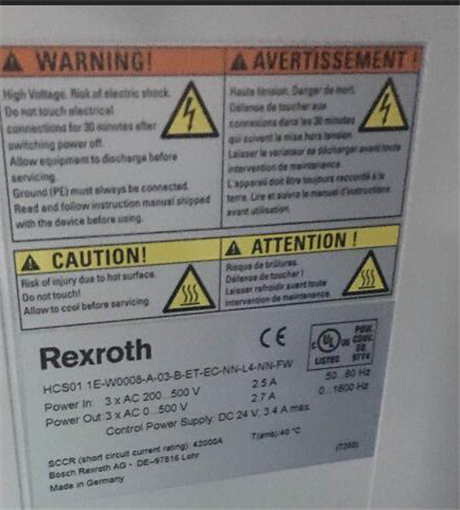 WARNING!
High Voltage. Risk of electric shock.
Do not touch electrical
connections for 30 minutes after
switching power off.
Allow equipment to discharge before
servicing.
Ground (PE) must always be connected.
Read and follow instruction manual shipped
with the device before using.
AVERTISSEMENT !
Haute tension. Danger de mort.
Défense de toucher aux
connexions dans les 30 minutes
qui suivent la mise hors tension.
Laisser le variateur se décharger avant toute
intervention de maintenance.
L'appareil doit être toujours raccordé à la
terre. Lire et suivre le manuel d'instructions
avant utilisation.
CAUTION!
Risk of injury due to hot surface.
Do not touch!
Allow to cool before servicing.
ATTENTION !
Risque de brûlures.
Défense de toucher!
Laisser refroidir avant toute
intervention de maintenance.
Rexroth
CE
C UL US
LISTED
POW.
CONV.
EQ.
97Y4
HCS01.1E-W0008-A-03-B-ET-EC-NN-L4-NN-FW
Power In: 3 x AC 200...500 V 2.5 A 50...60 Hz
Power Out: 3 x AC 0...500 V 2.7 A 0...1600 Hz
Control Power Supply: DC 24 V, 3.4 A max.
SCCR (short circuit current rating): 42000A T(amb):40 °C
Bosch Rexroth AG · DE-97816 Lohr
Made in Germany